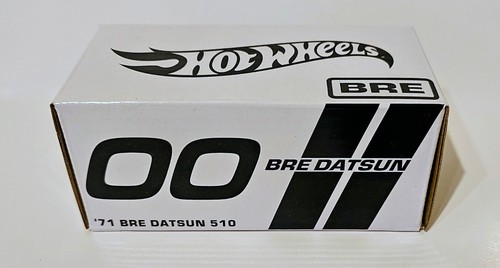 HOT WHEELS
BRE
00
BRE DATSUN
'71 BRE DATSUN 510